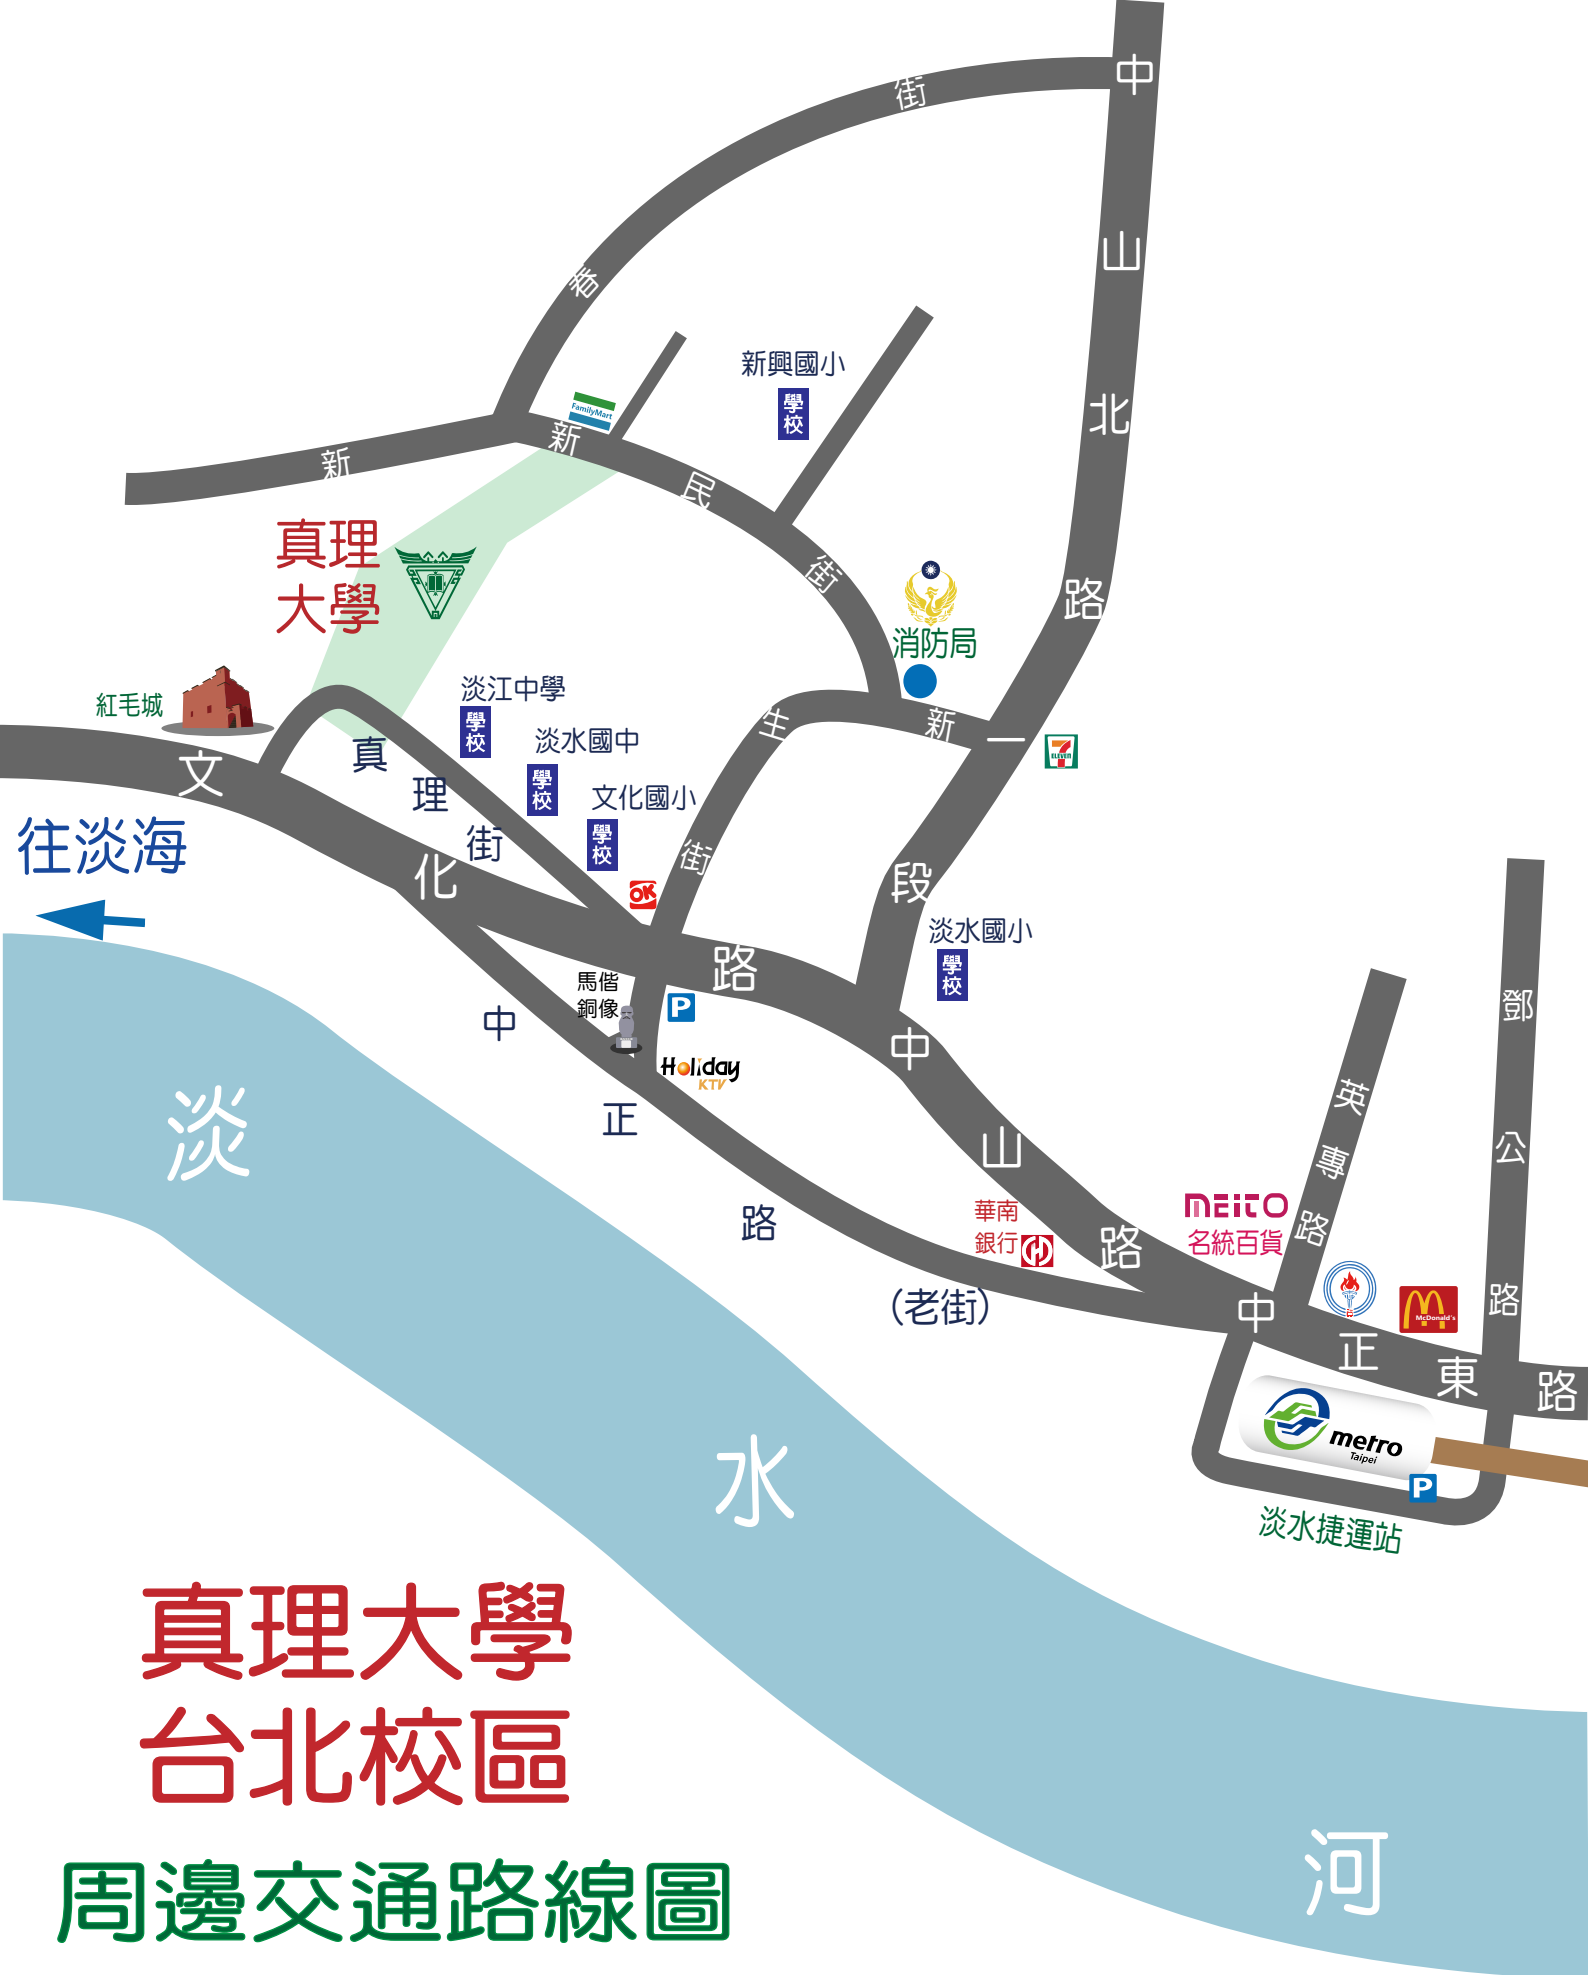 中山北路一段
新春街
新民街
FamilyMart
新興國小
學校
真理
大學
消防局
新生街
7
ELEVEN
紅毛城
淡江中學
學校
淡水國中
學校
文化國小
學校
真理街
文化路
往淡海
OK
淡水國小
學校
馬偕
銅像
P
Holiday
KTV
中正路
(老街)
中山路
華南
銀行
MEITO
名統百貨
英專路
鄧公路
McDonald's
中正東路
metro
Taipei
P
淡水捷運站
淡水河
真理大學
台北校區
周邊交通路線圖